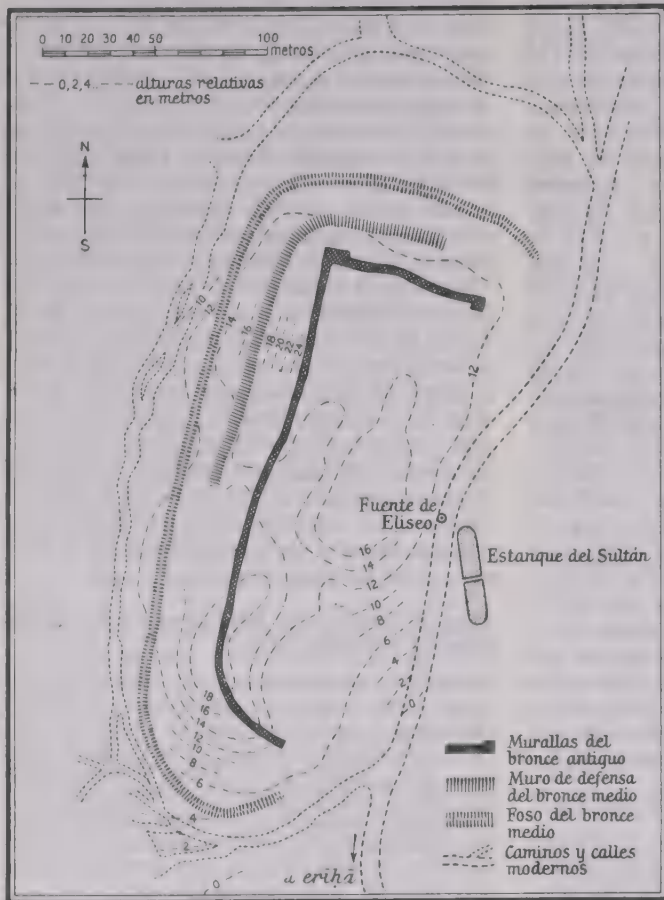 0 10 20 30 40 50 100
metros
0, 2, 4.. alturas relativas
en metros
N
S
10
12
14
16
18
20
22
24
12
Fuente de
Eliseo
Estanque del Sultán
16
14
12
10
8
6
4
2
0
18
16
14
12
10
8
6
4
2
0
Murallas del
bronce antiguo
Muro de defensa
del bronce medio
Foso del bronce
medio
Caminos y calles
modernos
a erihā